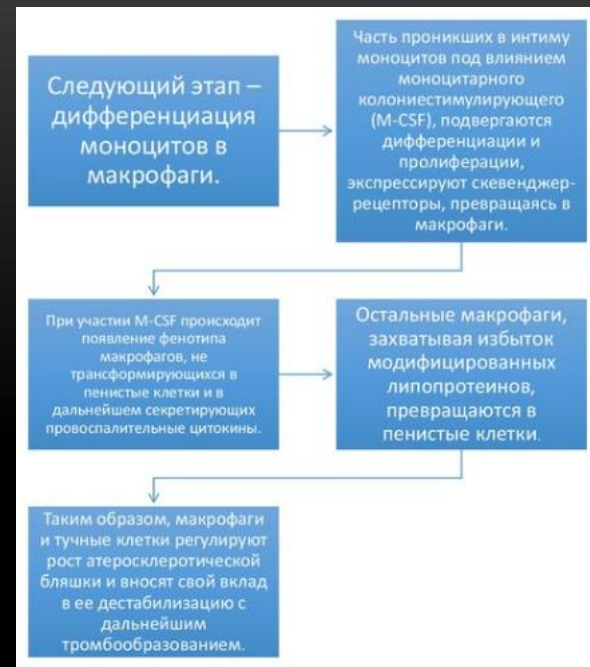 Следующий этап –
дифференциация
моноцитов в
макрофаги.
Часть проникших в интиму
моноцитов под влиянием
моноцитарного
колониестимулирующего
(M-CSF), подвергаются
дифференциации и
пролиферации,
экспрессируют скевенджер-
рецепторы, превращаясь в
макрофаги.
При участии M-CSF происходит
появление фенотипа
макрофагов, не
трансформирующихся в
пенистые клетки и в
дальнейшем секретирующих
провоспалительные цитокины.
Остальные макрофаги,
захватывая избыток
модифицированных
липопротеинов,
превращаются в
пенистые клетки.
Таким образом, макрофаги
и тучные клетки регулируют
рост атеросклеротической
бляшки и вносят свой вклад
в ее дестабилизацию с
дальнейшим
тромбообразованием.